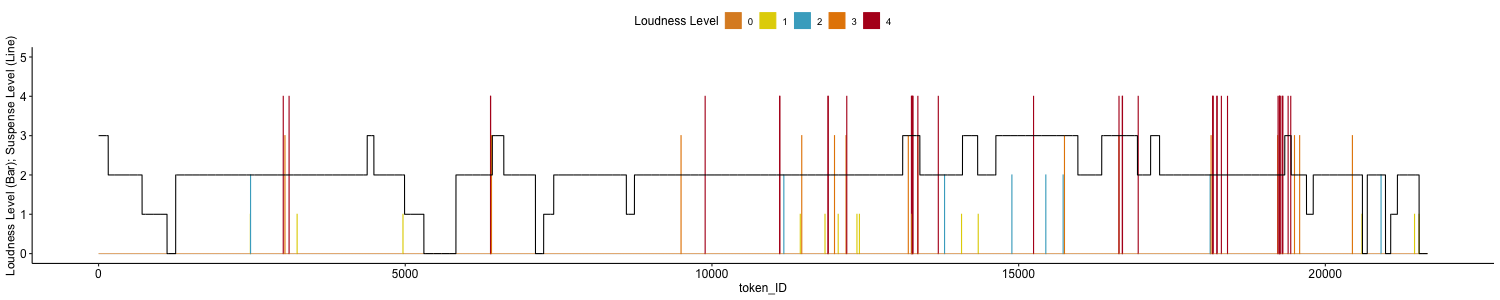 Loudness Level 0 1 2 3 4
Loudness Level (Bar); Suspense Level (Line)
5
4
3
2
1
0
0 5000 10000 15000 20000
token_ID